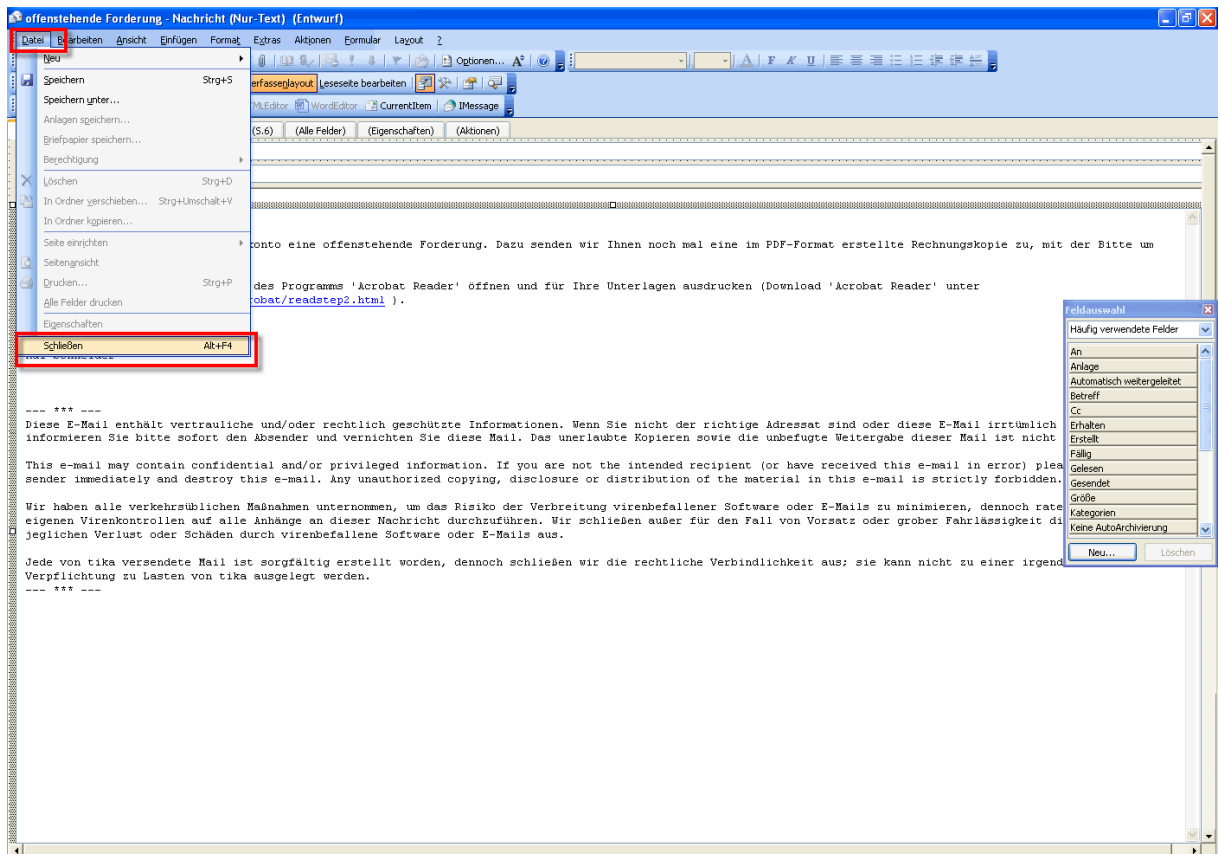 offenstehende Forderung - Nachricht (Nur-Text) (Entwurf)
Datei Bearbeiten Ansicht Einfügen Format Extras Aktionen Formular Layout ?
Neu
Optionen...
F K U
Speichern Strg+S
erfassenlayout Leseseite bearbeiten
Speichern unter...
MLEditor WordEditor CurrentItem IMessage
Anlagen speichern...
(S.6) (Alle Felder) (Eigenschaften) (Aktionen)
Briefpapier speichern...
Berechtigung
Löschen Strg+D
In Ordner verschieben... Strg+Umschalt+V
In Ordner kopieren...
Seite einrichten
konto eine offenstehende Forderung. Dazu senden wir Ihnen noch mal eine im PDF-Format erstellte Rechnungskopie zu, mit der Bitte um
Seitenansicht
Drucken... Strg+P
des Programms 'Acrobat Reader' öffnen und für Ihre Unterlagen ausdrucken (Download 'Acrobat Reader' unter
Alle Felder drucken
obat/readstep2.html ).
Eigenschaften
Schließen Alt+F4
--- *** ---
Diese E-Mail enthält vertrauliche und/oder rechtlich geschützte Informationen. Wenn Sie nicht der richtige Adressat sind oder diese E-Mail irrtümlich
informieren Sie bitte sofort den Absender und vernichten Sie diese Mail. Das unerlaubte Kopieren sowie die unbefugte Weitergabe dieser Mail ist nicht
This e-mail may contain confidential and/or privileged information. If you are not the intended recipient (or have received this e-mail in error) plea
sender immediately and destroy this e-mail. Any unauthorized copying, disclosure or distribution of the material in this e-mail is strictly forbidden.
Wir haben alle verkehrsüblichen Maßnahmen unternommen, um das Risiko der Verbreitung virenbefallener Software oder E-Mails zu minimieren, dennoch rate
eigenen Virenkontrollen auf alle Anhänge an dieser Nachricht durchzuführen. Wir schließen außer für den Fall von Vorsatz oder grober Fahrlässigkeit di
jeglichen Verlust oder Schäden durch virenbefallene Software oder E-Mails aus.
Jede von tika versendete Mail ist sorgfältig erstellt worden, dennoch schließen wir die rechtliche Verbindlichkeit aus; sie kann nicht zu einer irgend
Verpflichtung zu Lasten von tika ausgelegt werden.
--- *** ---
Feldauswahl
Häufig verwendete Felder
An
Anlage
Automatisch weitergeleitet
Betreff
Cc
Erhalten
Erstellt
Fällig
Gelesen
Gesendet
Größe
Kategorien
Keine AutoArchivierung
Neu... Löschen